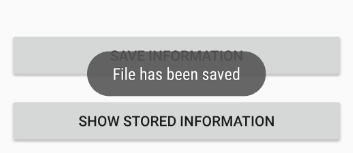 SAVE INFORMATION
File has been saved
SHOW STORED INFORMATION